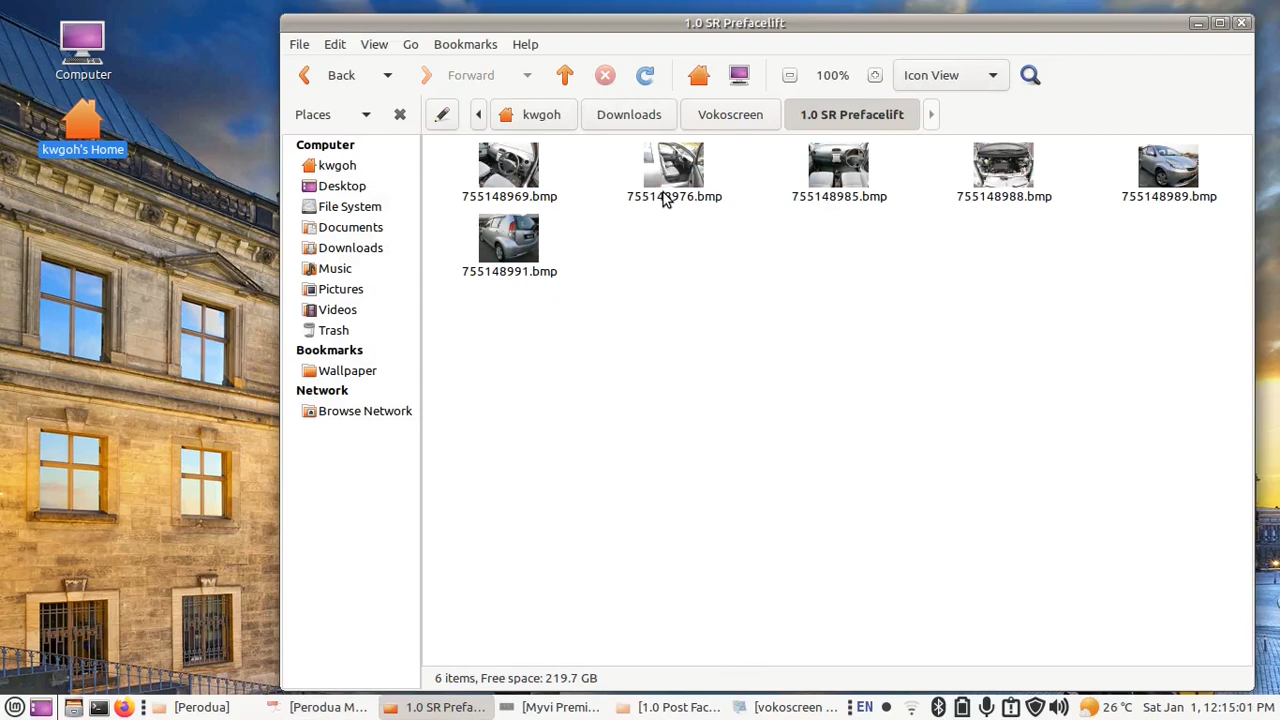 Computer
kwgoh's Home
1.0 SR Prefacelift
File Edit View Go Bookmarks Help
Back Forward 100% Icon View
Places kwgoh Downloads Vokoscreen 1.0 SR Prefacelift
Computer
kwgoh
Desktop
File System
Documents
Downloads
Music
Pictures
Videos
Trash
Bookmarks
Wallpaper
Network
Browse Network
755148969.bmp 755148976.bmp 755148985.bmp 755148988.bmp 755148989.bmp
755148991.bmp
6 items, Free space: 219.7 GB
[Perodua] [Perodua M... 1.0 SR Prefa... [Myvi Premi... [1.0 Post Fac... [vokoscreen ... EN 26 °C Sat Jan 1, 12:15:01 PM